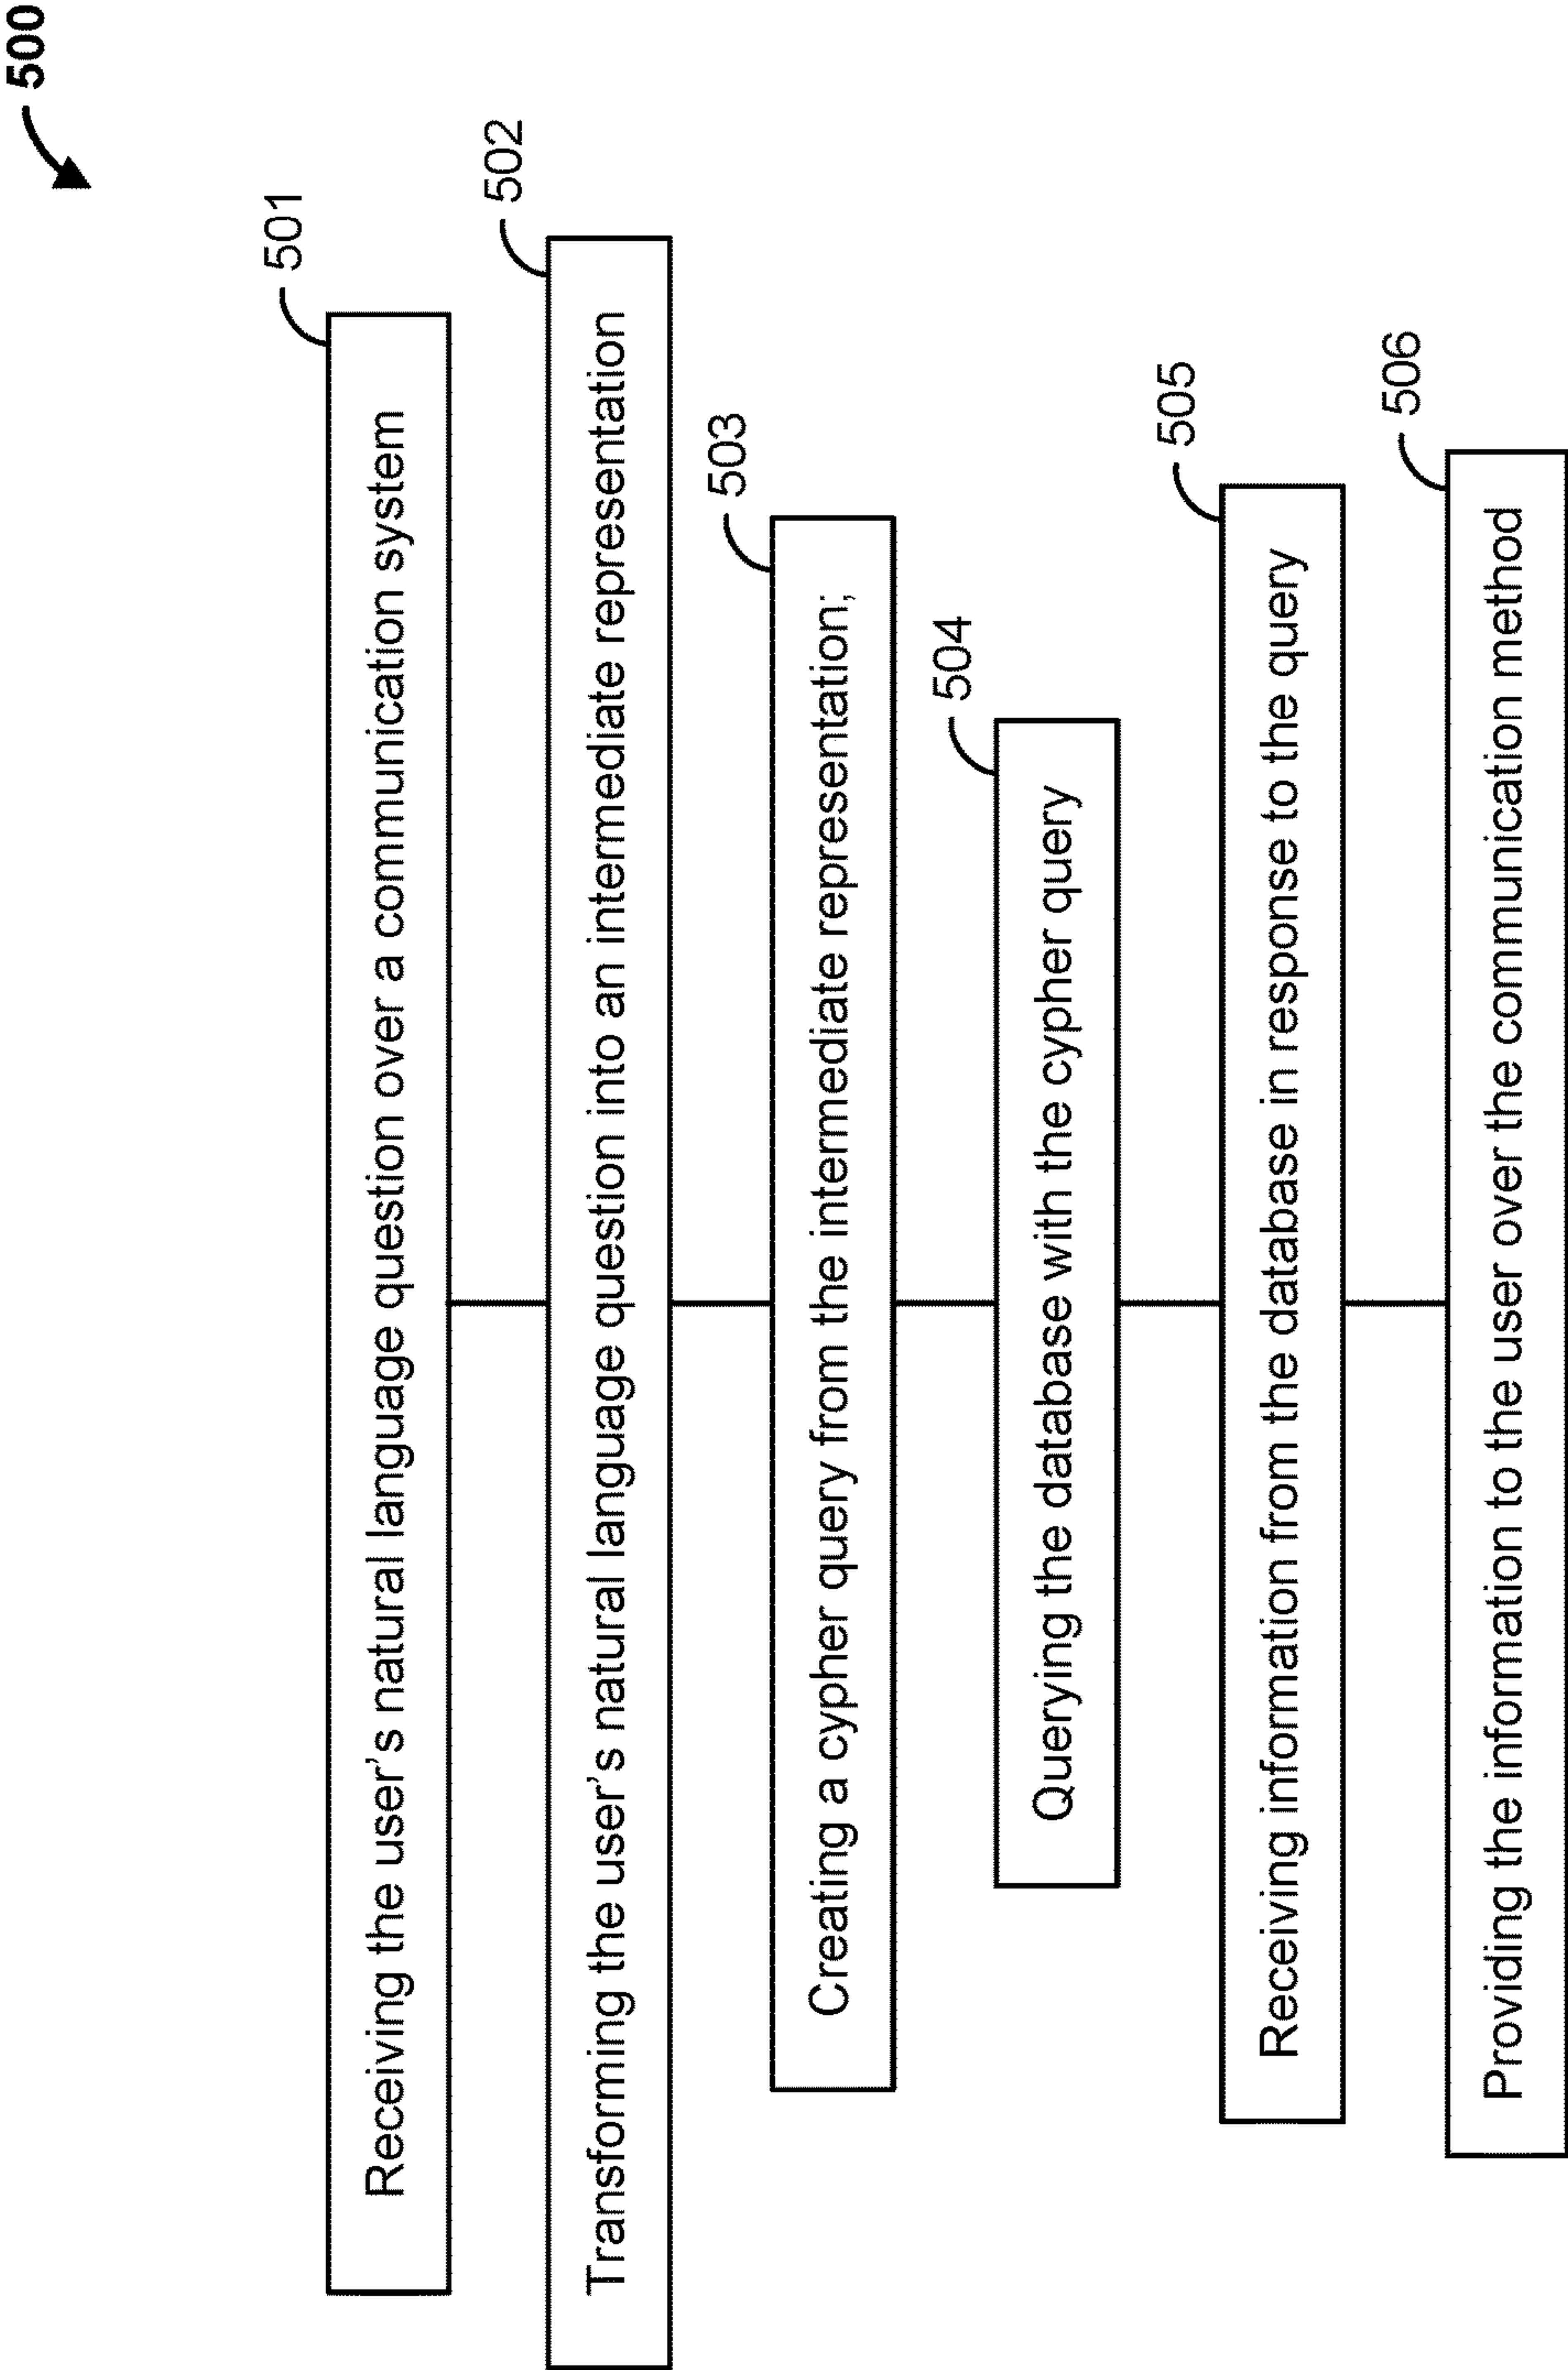 500
501
Receiving the user's natural language question over a communication system
502
Transforming the user's natural language question into an intermediate representation
503
Creating a cypher query from the intermediate representation;
504
Querying the database with the cypher query
505
Receiving information from the database in response to the query
506
Providing the information to the user over the communication method